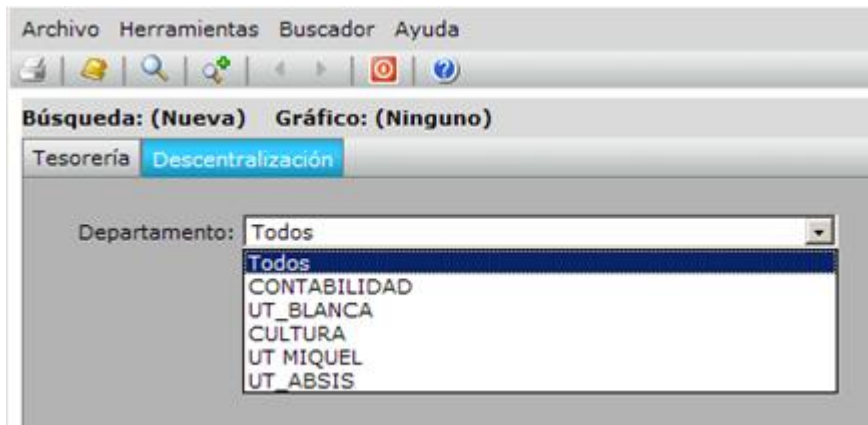 Archivo Herramientas Buscador Ayuda
Búsqueda: (Nueva) Gráfico: (Ninguno)
Tesorería Descentralización
Departamento: Todos
Todos
CONTABILIDAD
UT_BLANCA
CULTURA
UT MIQUEL
UT_ABSIS